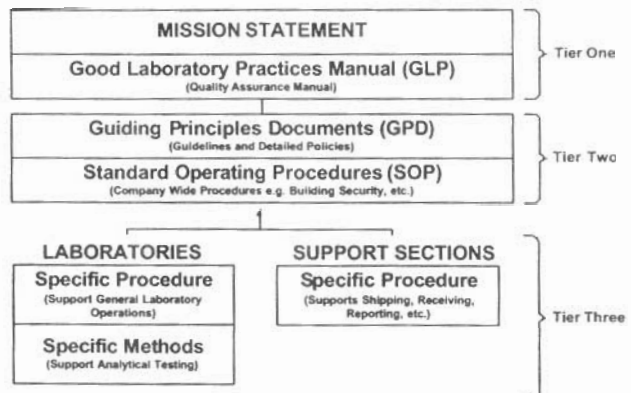 MISSION STATEMENT
Good Laboratory Practices Manual (GLP)
(Quality Assurance Manual)
Tier One
Guiding Principles Documents (GPD)
(Guidelines and Detailed Policies)
Standard Operating Procedures (SOP)
(Company Wide Procedures e.g. Building Security, etc.)
Tier Two
LABORATORIES
Specific Procedure
(Support General Laboratory
Operations)
Specific Methods
(Support Analytical Testing)
SUPPORT SECTIONS
Specific Procedure
(Supports Shipping, Receiving,
Reporting, etc.)
Tier Three